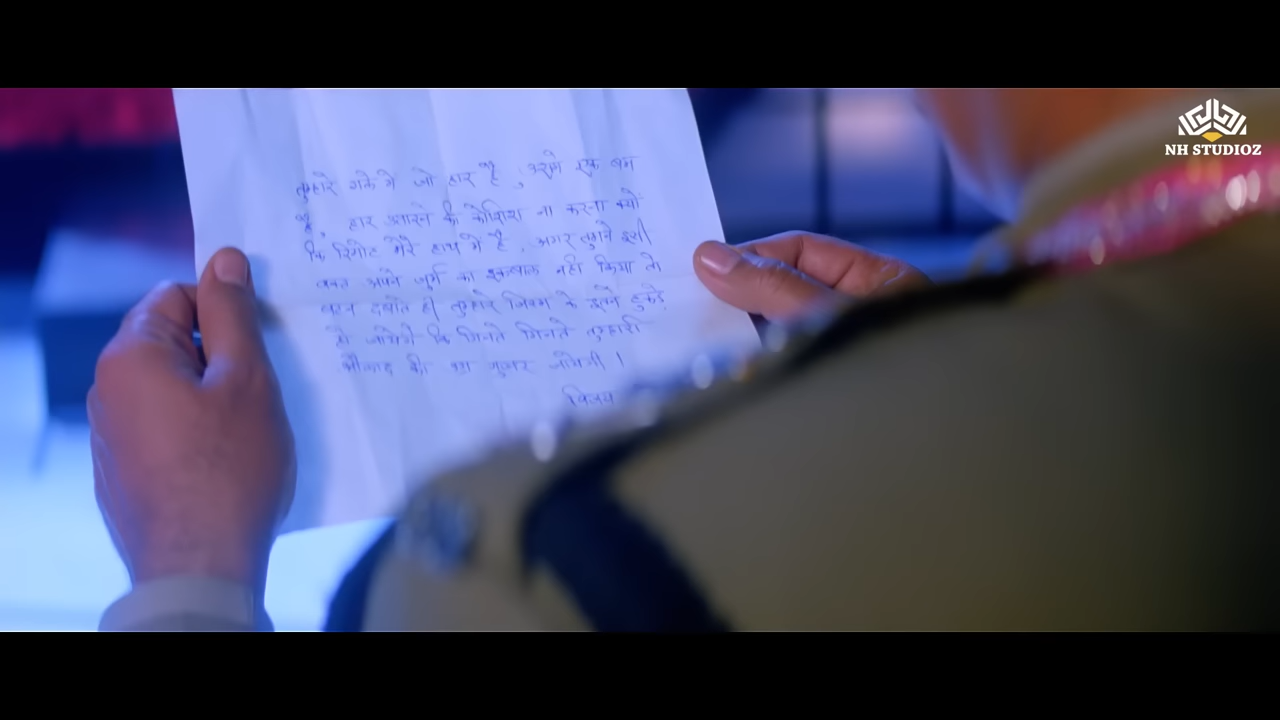 तुम्हारे गले मे जो हार है, उसमे एक बम
है, हार उतारने कि कोशिश ना करना क्यों
कि रिमोट मेरे हाथ में है, अगर तुमने इसी
वक्त अपने जुर्म का इकबाल नही किया तो
बटन दबाते ही तुम्हारे जिस्म के इतने टुकड़े
हो जायेगे कि गिनते गिनते तुम्हारी
की उम्र गुजर जायेगी।
विजय
NH STUDIOZ